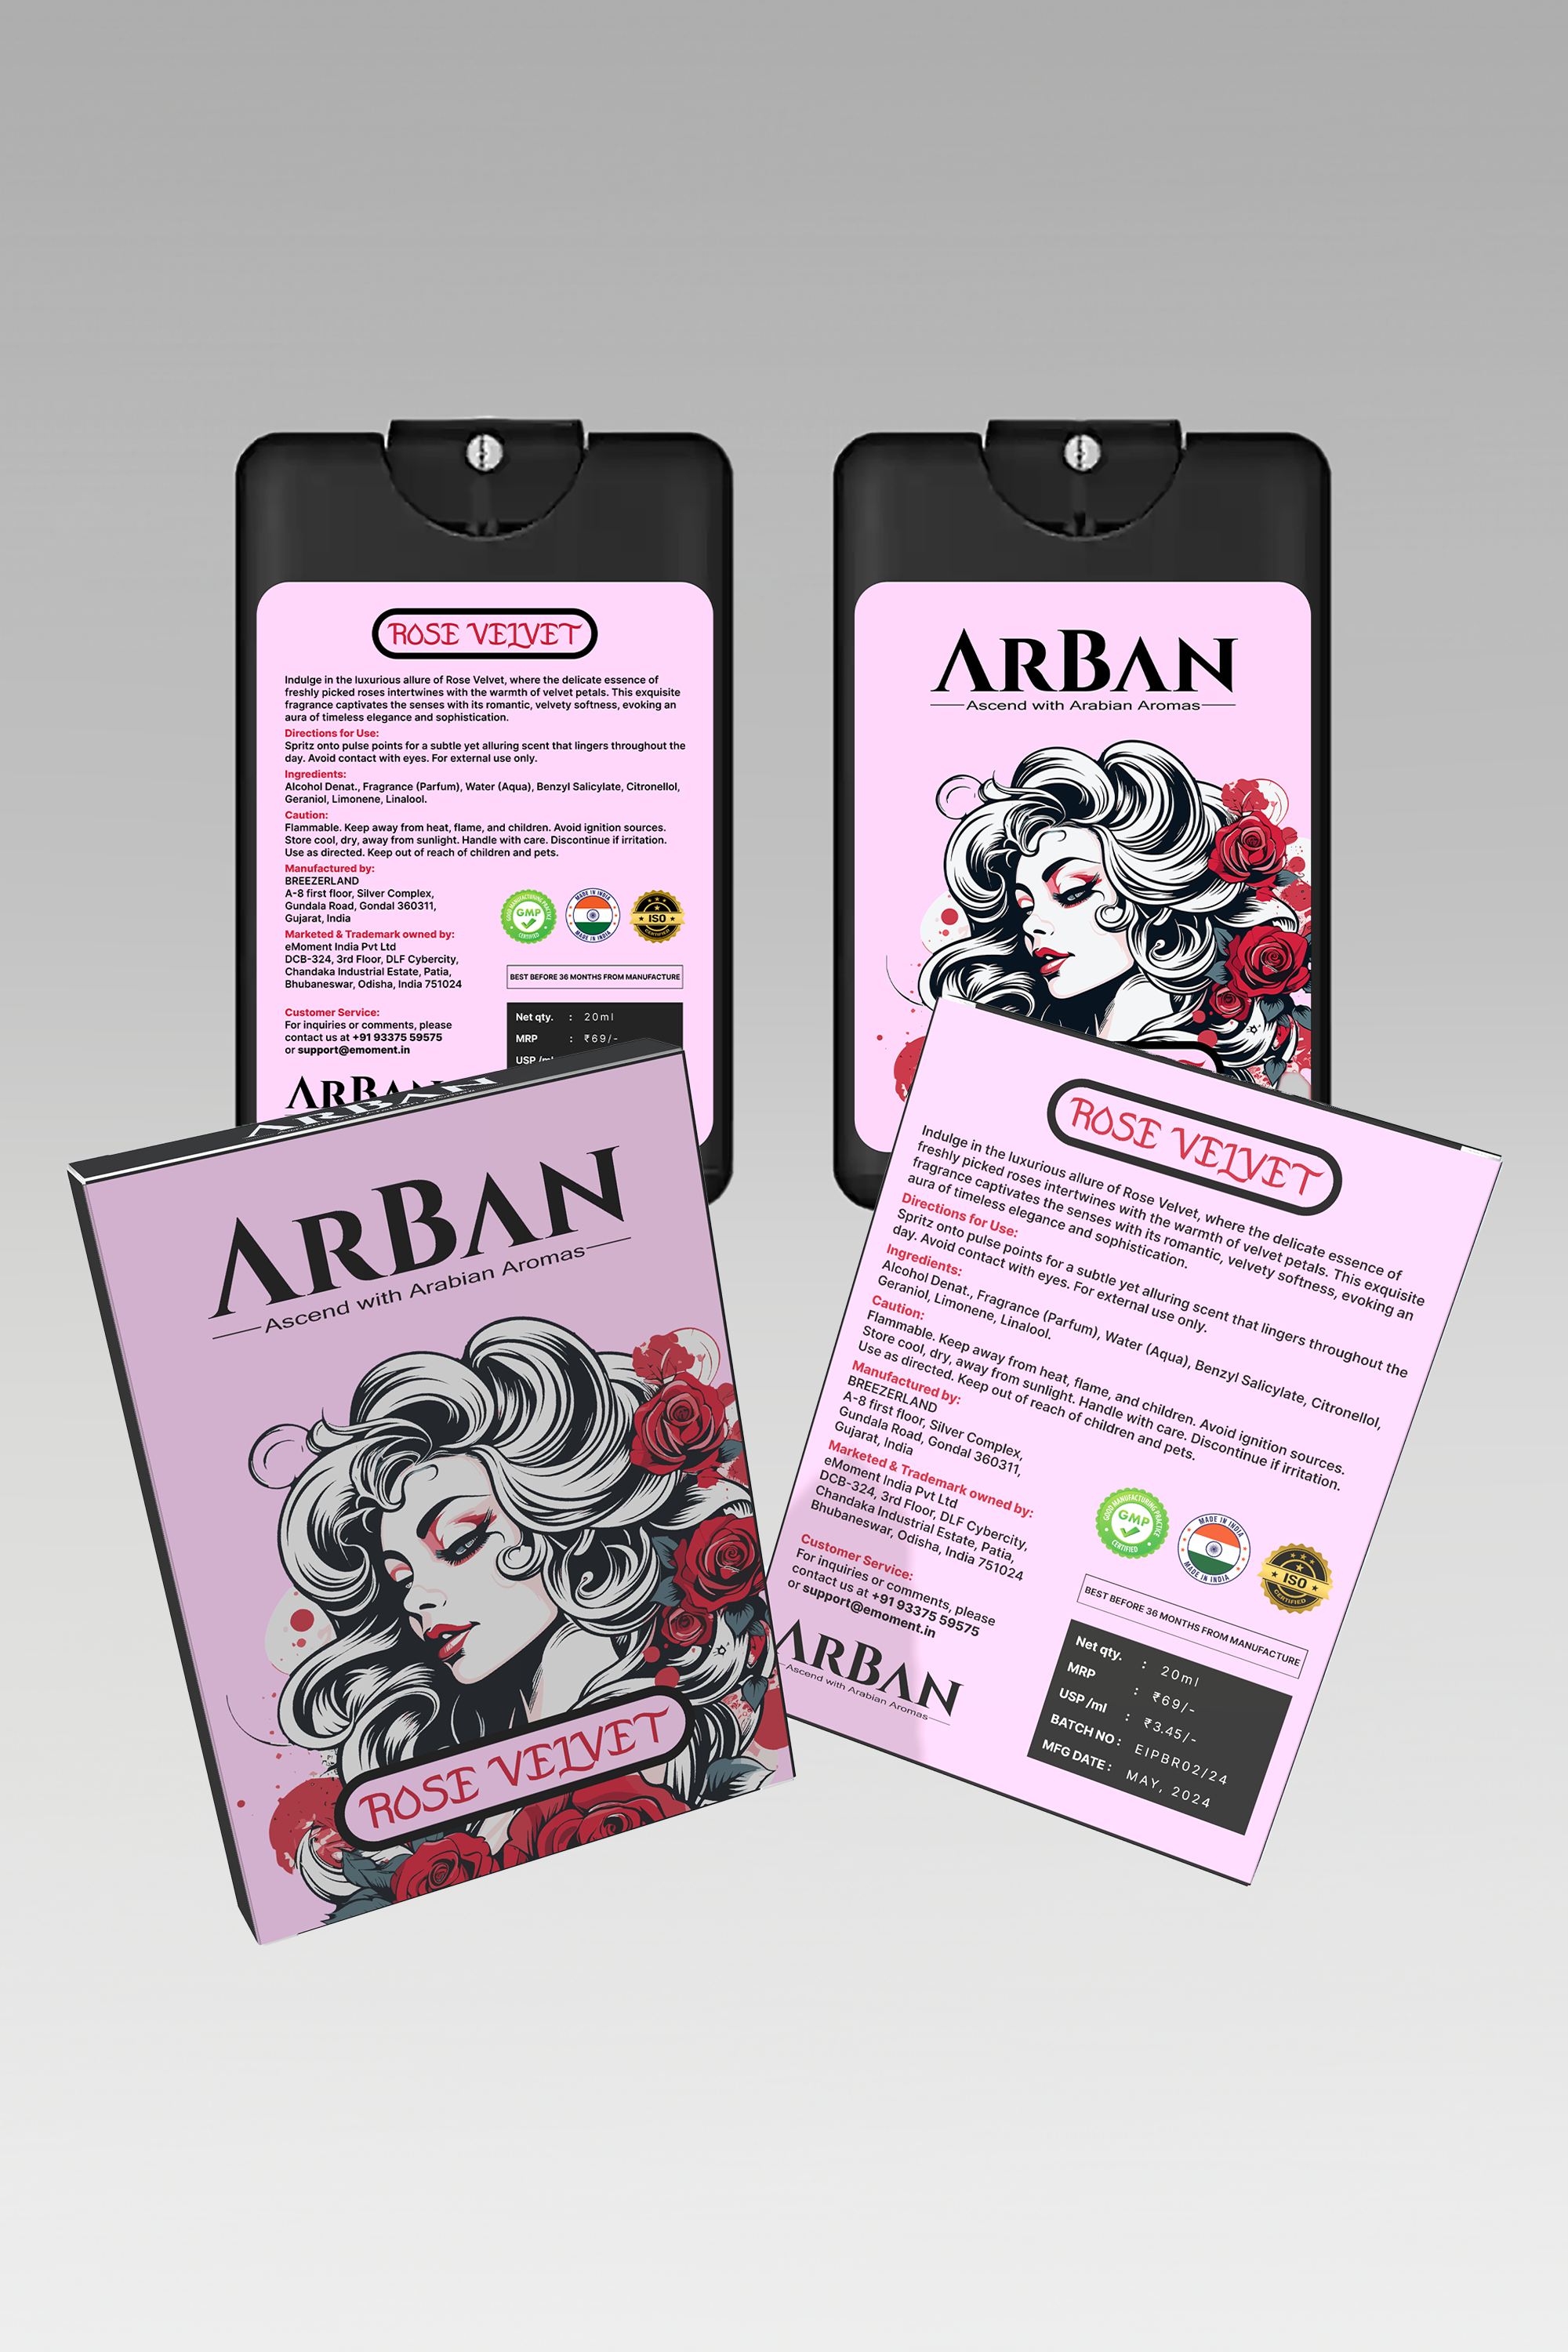 ROSE VELVET
Indulge in the luxurious allure of Rose Velvet, where the delicate essence of
freshly picked roses intertwines with the warmth of velvet petals. This exquisite
fragrance captivates the senses with its romantic, velvety softness, evoking an
aura of timeless elegance and sophistication.
Directions for Use:
Spritz onto pulse points for a subtle yet alluring scent that lingers throughout the
day. Avoid contact with eyes. For external use only.
Ingredients:
Alcohol Denat., Fragrance (Parfum), Water (Aqua), Benzyl Salicylate, Citronellol,
Geraniol, Limonene, Linalool.
Caution:
Flammable. Keep away from heat, flame, and children. Avoid ignition sources.
Store cool, dry, away from sunlight. Handle with care. Discontinue if irritation.
Use as directed. Keep out of reach of children and pets.
Manufactured by:
BREEZERLAND
A-8 first floor, Silver Complex,
Gundala Road, Gondal 360311,
Gujarat, India
Marketed & Trademark owned by:
eMoment India Pvt Ltd
DCB-324, 3rd Floor, DLF Cybercity,
Chandaka Industrial Estate, Patia,
Bhubaneswar, Odisha, India 751024
Customer Service:
For inquiries or comments, please
contact us at +91 93375 59575
or support@emoment.in
ARBAN
GOOD MANUFACTURING PRACTICE
GMP
CERTIFIED
MADE IN INDIA
MADE IN INDIA
ISO
CERTIFIED
BEST BEFORE 36 MONTHS FROM MANUFACTURE
Net qty. : 20ml
MRP : ₹69/-
USP /ml
ARBAN
Ascend with Arabian Aromas
ARBAN
ARBAN
Ascend with Arabian Aromas
ROSE VELVET
ROSE VELVET
Indulge in the luxurious allure of Rose Velvet, where the delicate essence of
freshly picked roses intertwines with the warmth of velvet petals. This exquisite
fragrance captivates the senses with its romantic, velvety softness, evoking an
aura of timeless elegance and sophistication.
Directions for Use:
Spritz onto pulse points for a subtle yet alluring scent that lingers throughout the
day. Avoid contact with eyes. For external use only.
Ingredients:
Alcohol Denat., Fragrance (Parfum), Water (Aqua), Benzyl Salicylate, Citronellol,
Geraniol, Limonene, Linalool.
Caution:
Flammable. Keep away from heat, flame, and children. Avoid ignition sources.
Store cool, dry, away from sunlight. Handle with care. Discontinue if irritation.
Use as directed. Keep out of reach of children and pets.
Manufactured by:
BREEZERLAND
A-8 first floor, Silver Complex,
Gundala Road, Gondal 360311,
Gujarat, India
Marketed & Trademark owned by:
eMoment India Pvt Ltd
DCB-324, 3rd Floor, DLF Cybercity,
Chandaka Industrial Estate, Patia,
Bhubaneswar, Odisha, India 751024
Customer Service:
For inquiries or comments, please
contact us at +91 93375 59575
or support@emoment.in
ARBAN
Ascend with Arabian Aromas
GOOD MANUFACTURING PRACTICE
GMP
CERTIFIED
MADE IN INDIA
MADE IN INDIA
ISO
CERTIFIED
BEST BEFORE 36 MONTHS FROM MANUFACTURE
Net qty. : 20ml
MRP : ₹69/-
USP /ml : ₹3.45/-
BATCH NO : EIPBR02/24
MFG DATE : MAY, 2024